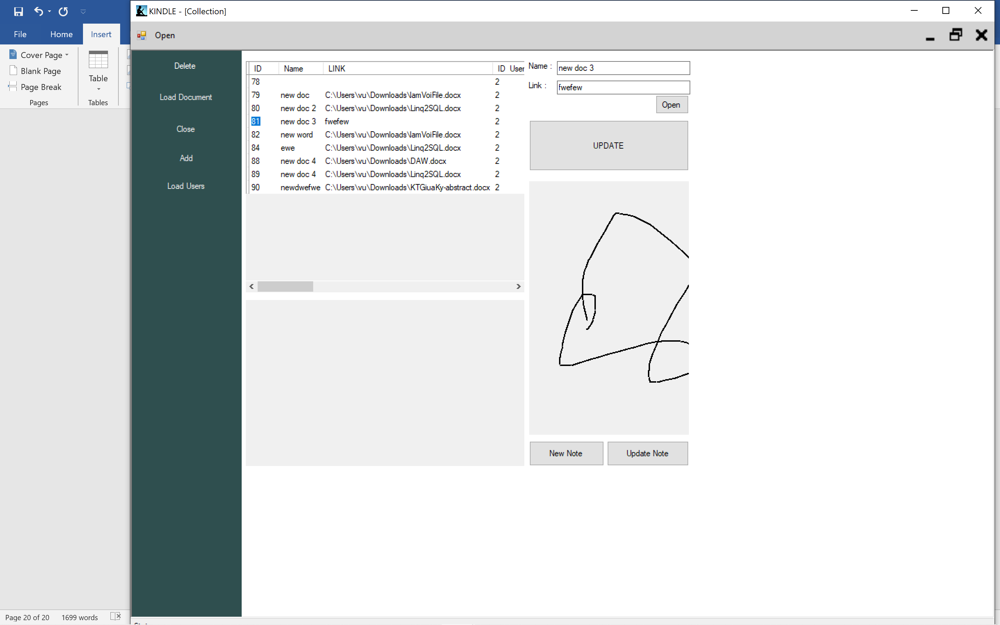 KINDLE - [Collection]
File Home Insert
Open
Cover Page
Blank Page
Page Break
Table
Pages
Tables
Delete
Load Document
Close
Add
Load Users
ID Name LINK ID User
78 2
79 new doc C:\Users\vu\Downloads\IamVoiFile.docx 2
80 new doc 2 C:\Users\vu\Downloads\Linq2SQL.docx 2
81 new doc 3 fwefew 2
82 new word C:\Users\vu\Downloads\IamVoiFile.docx 2
84 ewe C:\Users\vu\Downloads\Linq2SQL.docx 2
88 new doc 4 C:\Users\vu\Downloads\DAW.docx 2
89 new doc 4 C:\Users\vu\Downloads\Linq2SQL.docx 2
90 newdwefwe C:\Users\vu\Downloads\KTGiuaKy-abstract.docx 2
Name : new doc 3
Link : fwefew
Open
UPDATE
New Note Update Note
Page 20 of 20 1699 words